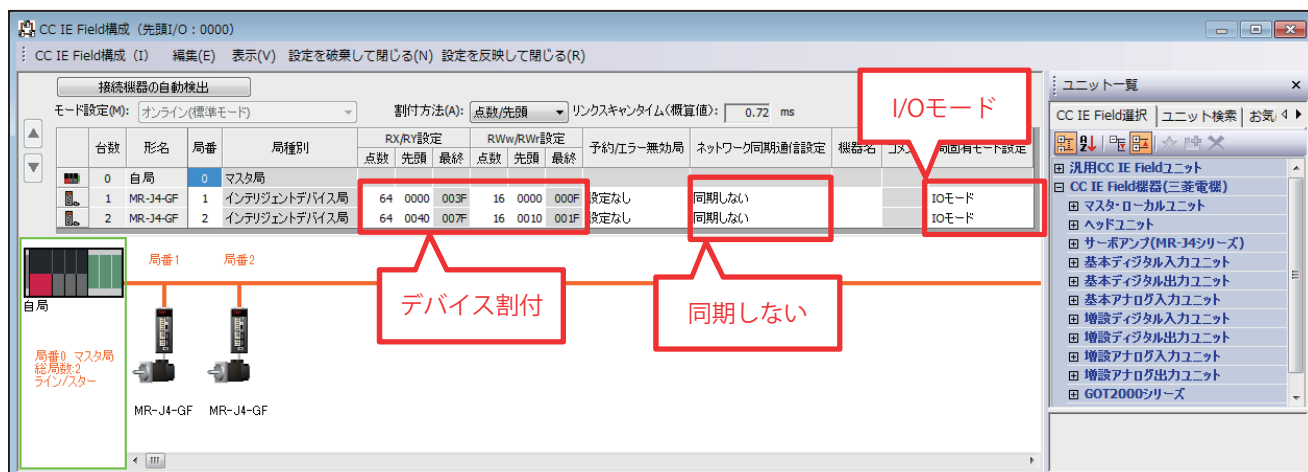 CC IE Field構成（先頭I/O：0000）
CC IE Field構成（I） 編集(E) 表示(V) 設定を破棄して閉じる(N) 設定を反映して閉じる(R)
接続機器の自動検出
モード設定(M): オンライン(標準モード) 割付方法(A): 点数/先頭 リンクスキャンタイム(概算値): 0.72 ms
台数 形名 局番 局種別 RX/RY設定 RWw/RWr設定 予約/エラー無効局 ネットワーク同期通信設定 機器名 コメン 局固有モード設定
点数 先頭 最終 点数 先頭 最終
0 自局 0 マスタ局
1 MR-J4-GF 1 インテリジェントデバイス局 64 0000 003F 16 0000 000F 設定なし 同期しない IOモード
2 MR-J4-GF 2 インテリジェントデバイス局 64 0040 007F 16 0010 001F 設定なし 同期しない IOモード
I/Oモード
デバイス割付
同期しない
局番1 局番2
自局
局番0 マスタ局
総局数:2
ライン/スター
MR-J4-GF MR-J4-GF
ユニット一覧
CC IE Field選択 ユニット検索 お気
汎用CC IE Fieldユニット
CC IE Field機器(三菱電機)
マスタ・ローカルユニット
ヘッドユニット
サーボアンプ(MR-J4シリーズ)
基本ディジタル入力ユニット
基本ディジタル出力ユニット
基本アナログ入力ユニット
増設ディジタル入力ユニット
増設ディジタル出力ユニット
増設アナログ入力ユニット
増設アナログ出力ユニット
GOT2000シリーズ